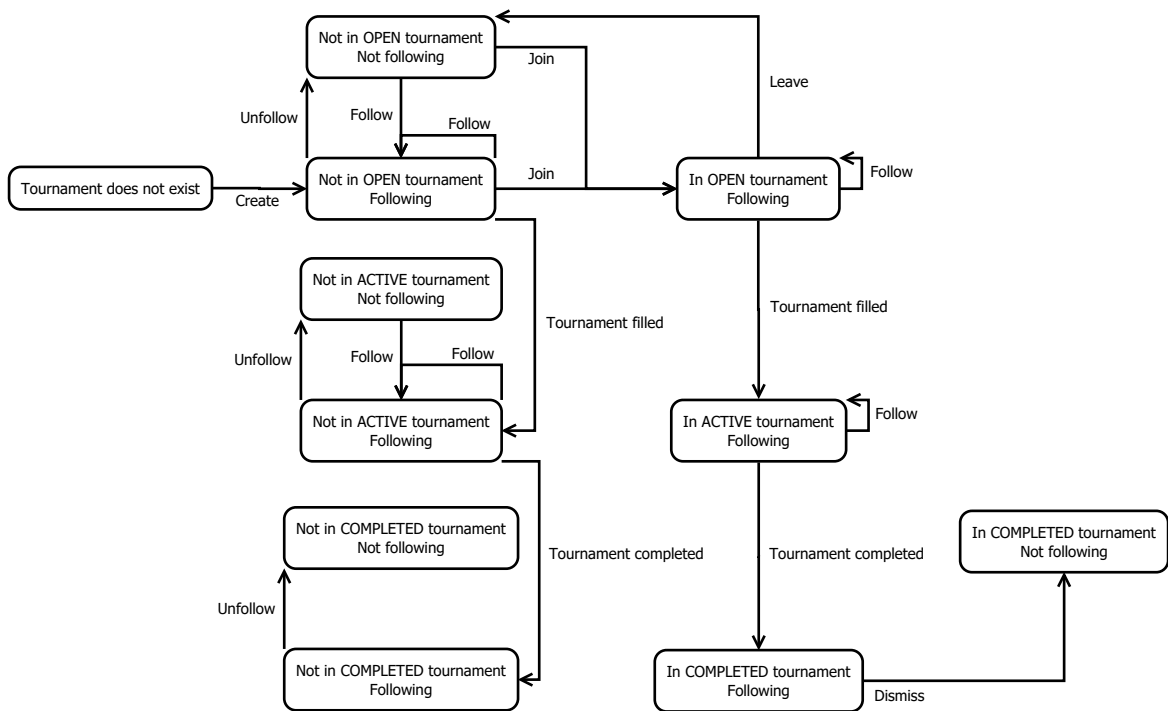 Not in OPEN tournament
Not following
Join
Leave
Unfollow
Follow
Follow
Tournament does not exist
Create
Not in OPEN tournament
Following
Join
In OPEN tournament
Following
Follow
Not in ACTIVE tournament
Not following
Tournament filled
Tournament filled
Unfollow
Follow
Follow
Not in ACTIVE tournament
Following
In ACTIVE tournament
Following
Follow
Not in COMPLETED tournament
Not following
Tournament completed
Tournament completed
In COMPLETED tournament
Not following
Unfollow
Not in COMPLETED tournament
Following
In COMPLETED tournament
Following
Dismiss